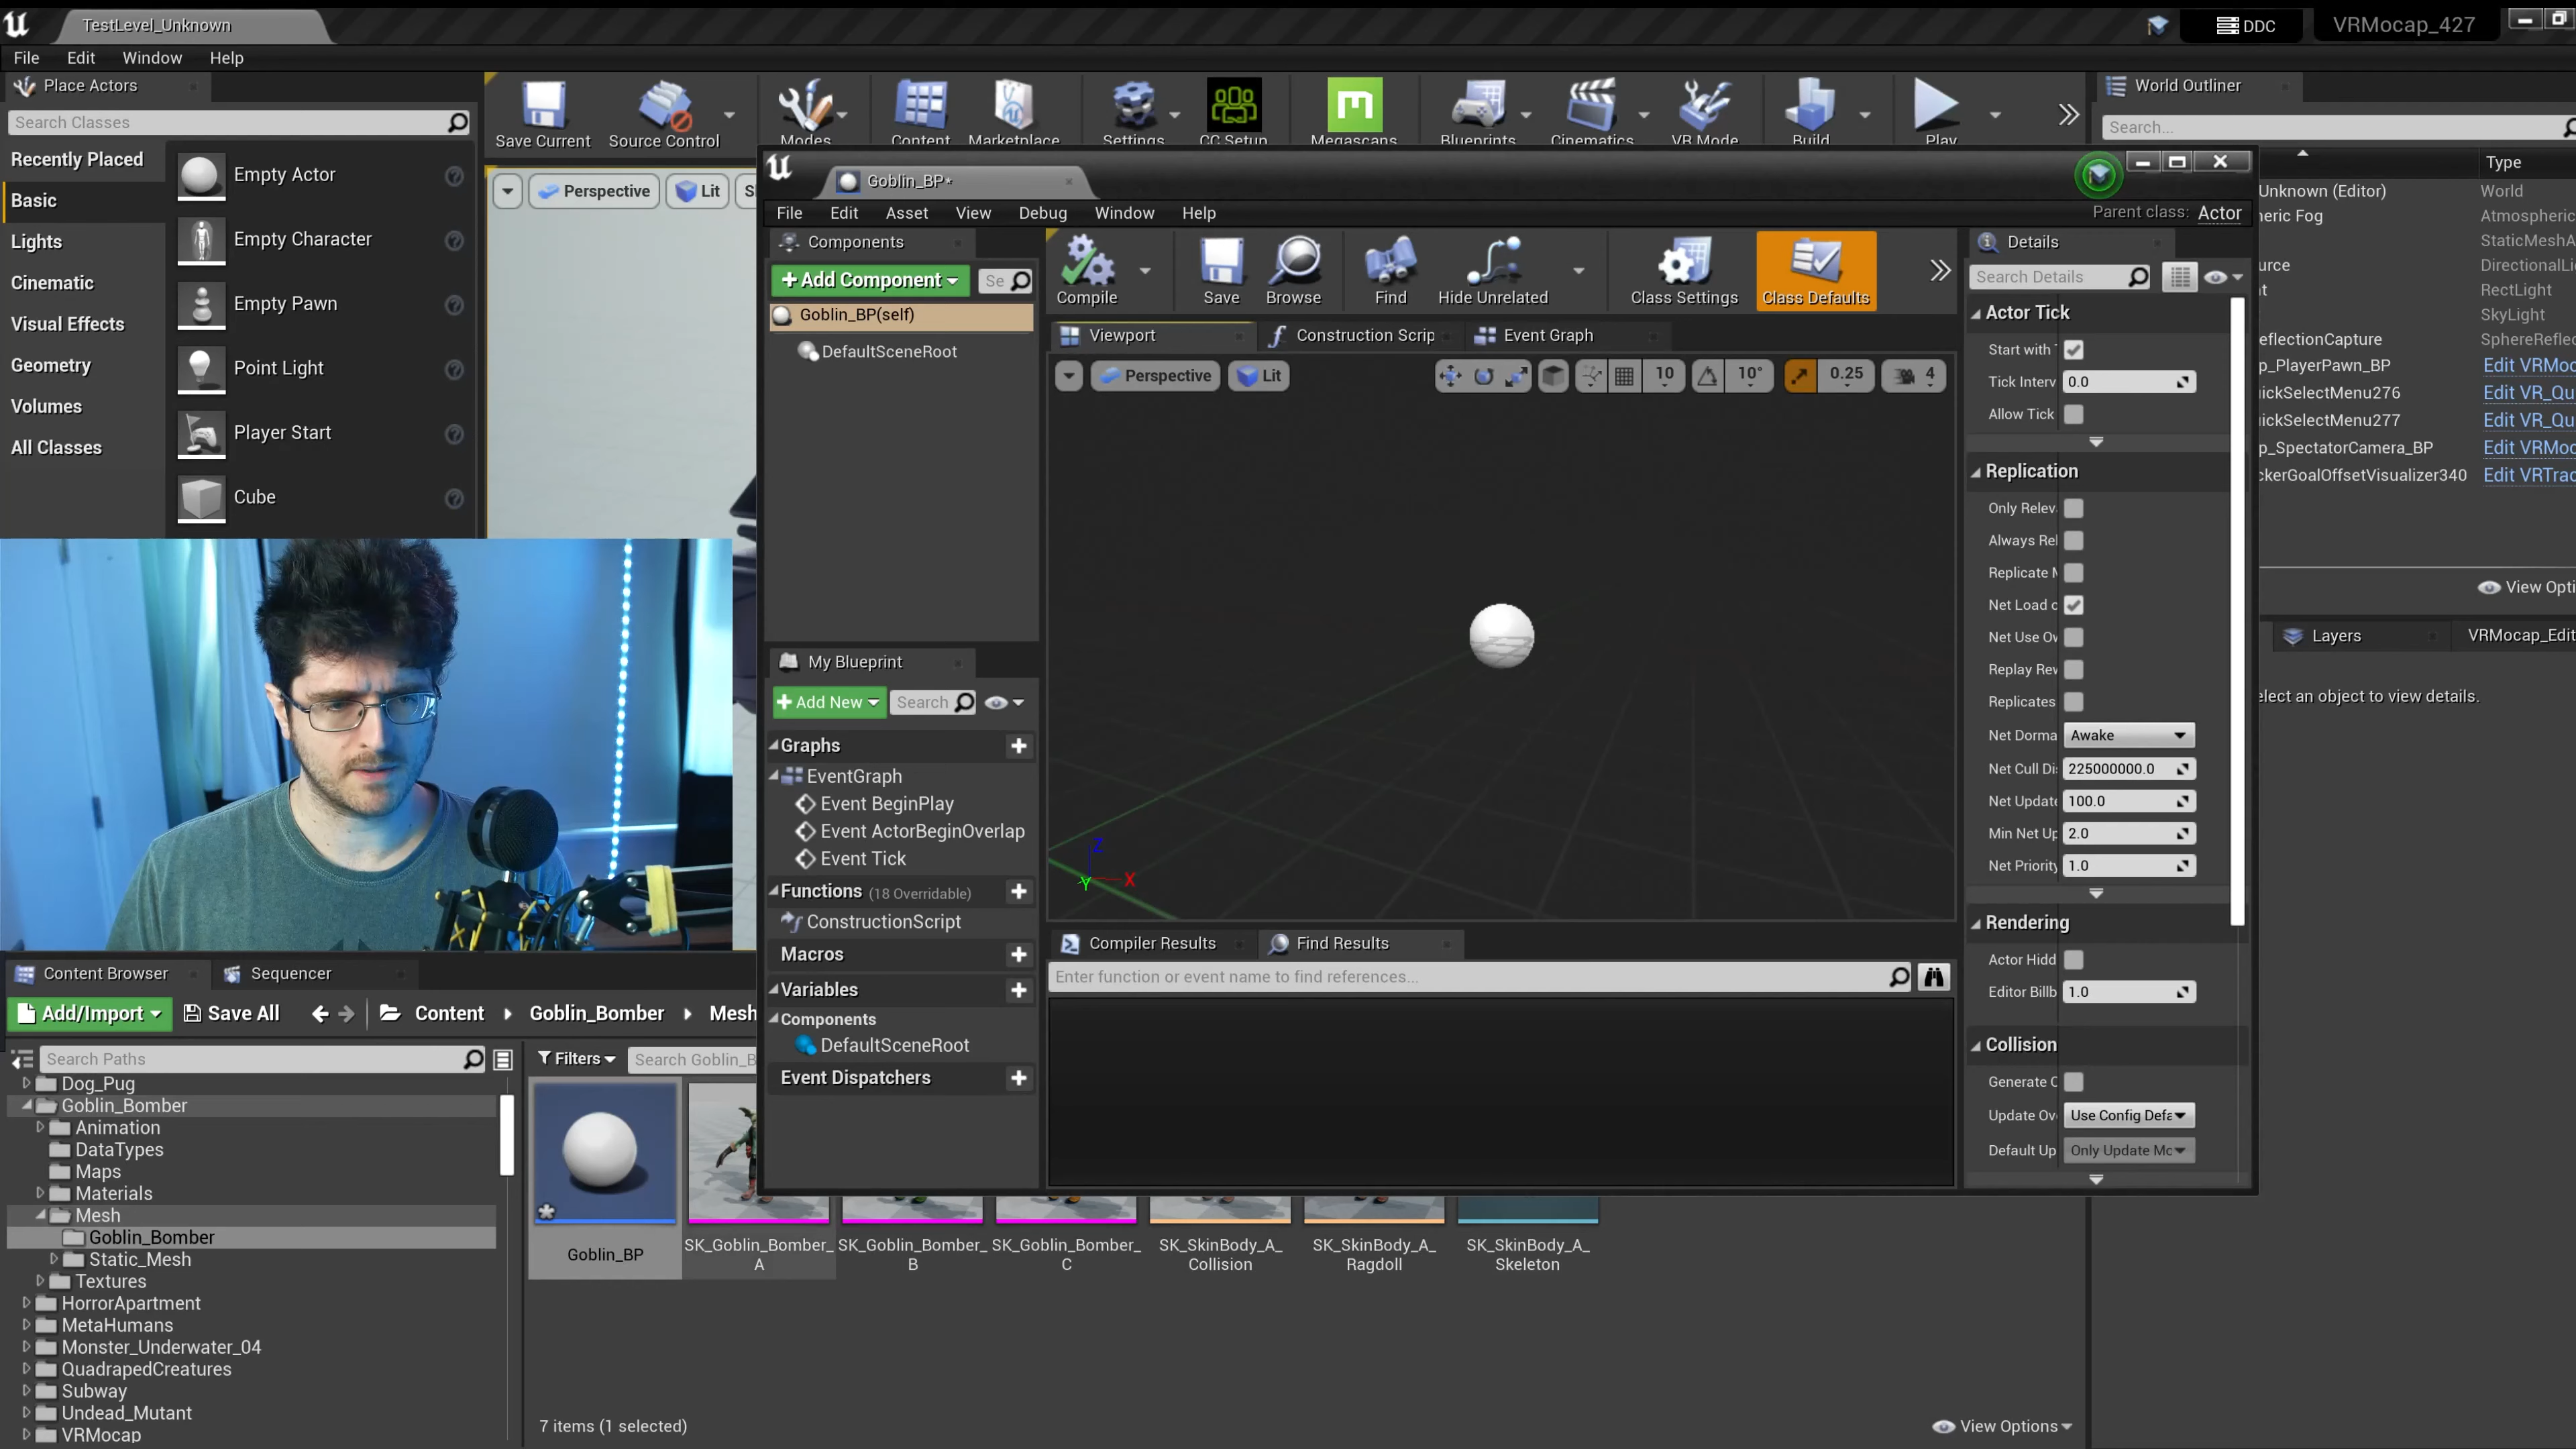 TestLevel_Unknown
DDC
VRMocap_427
File Edit Window Help
Place Actors
Search Classes
Recently Placed
Basic
Lights
Cinematic
Visual Effects
Geometry
Volumes
All Classes
Empty Actor
Empty Character
Empty Pawn
Point Light
Player Start
Cube
Save Current
Source Control
Modes
Content
Marketplace
Settings
CC Setup
Megascans
Blueprints
Cinematics
VR Mode
Build
Play
Perspective
Lit
World Outliner
Search...
Type
Unknown (Editor) World
eric Fog Atmospheric
StaticMeshA
urce DirectionalLi
t RectLight
SkyLight
eflectionCapture SphereReflec
p_PlayerPawn_BP Edit VRMoc
ickSelectMenu276 Edit VR_Qu
ickSelectMenu277 Edit VR_Qu
p_SpectatorCamera_BP Edit VRMoc
ckerGoalOffsetVisualizer340 Edit VRTrac
View Opti
Layers
VRMocap_Edit
elect an object to view details.
Goblin_BP*
File Edit Asset View Debug Window Help
Parent class: Actor
Components
+Add Component
Se
Goblin_BP(self)
DefaultSceneRoot
Compile
Save
Browse
Find
Hide Unrelated
Class Settings
Class Defaults
Viewport
Construction Scrip
Event Graph
Perspective
Lit
10
10°
0.25
4
Z
Y
X
My Blueprint
+Add New
Search
Graphs
EventGraph
Event BeginPlay
Event ActorBeginOverlap
Event Tick
Functions (18 Overridable)
ConstructionScript
Macros
Variables
Components
DefaultSceneRoot
Event Dispatchers
Compiler Results
Find Results
Enter function or event name to find references...
Details
Search Details
Actor Tick
Start with
Tick Interv 0.0
Allow Tick
Replication
Only Relev
Always Rel
Replicate M
Net Load o
Net Use Ow
Replay Rew
Replicates
Net Dorma Awake
Net Cull Di 225000000.0
Net Update 100.0
Min Net Up 2.0
Net Priority 1.0
Rendering
Actor Hidd
Editor Billb 1.0
Collision
Generate O
Update Ov Use Config Defa
Default Up Only Update Mo
Content Browser
Sequencer
Add/Import
Save All
Content
Goblin_Bomber
Mesh
Search Paths
Filters
Search Goblin_B
Dog_Pug
Goblin_Bomber
Animation
DataTypes
Maps
Materials
Mesh
Goblin_Bomber
Static_Mesh
Textures
HorrorApartment
MetaHumans
Monster_Underwater_04
QuadrapedCreatures
Subway
Undead_Mutant
VRMocap
Goblin_BP
SK_Goblin_Bomber_
A
SK_Goblin_Bomber_
B
SK_Goblin_Bomber_
C
SK_SkinBody_A_
Collision
SK_SkinBody_A_
Ragdoll
SK_SkinBody_A_
Skeleton
7 items (1 selected)
View Options